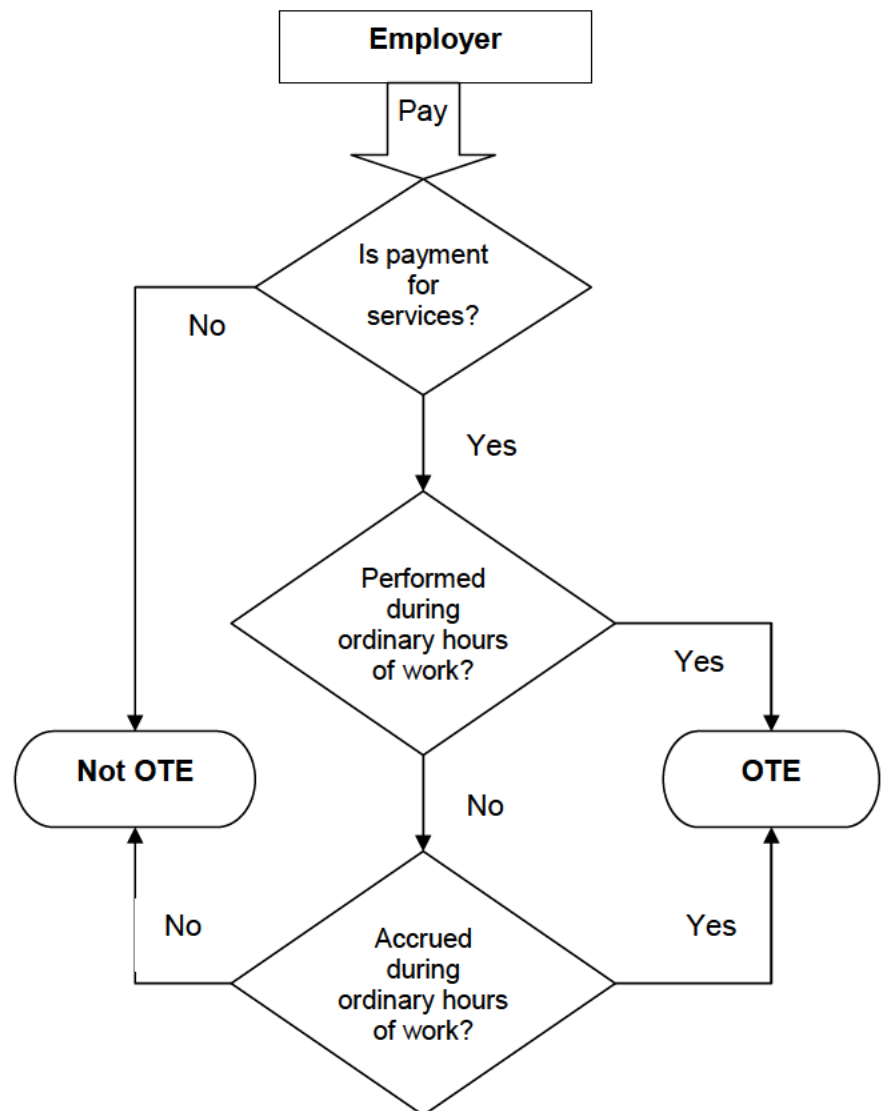 Employer
Pay
Is payment
for
services?
No
Yes
Performed
during
ordinary hours
of work?
Yes
Not OTE
OTE
No
No
Yes
Accrued
during
ordinary hours
of work?